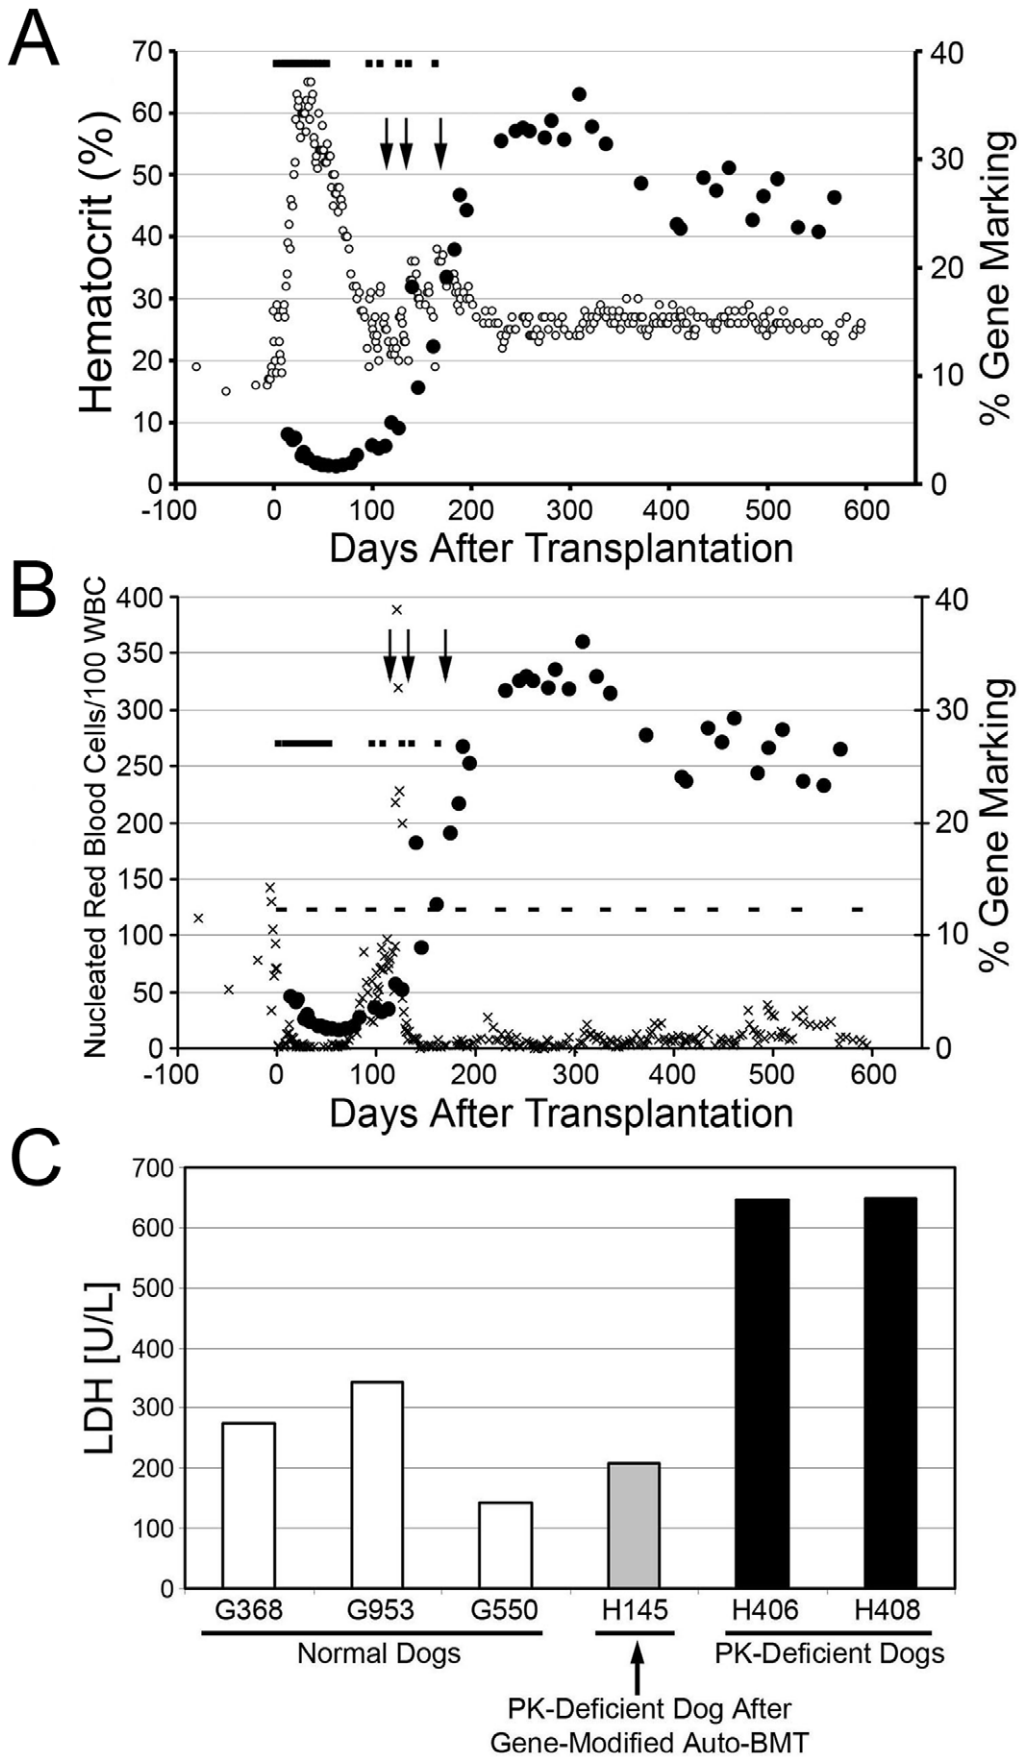 A
70
60
50
40
30
20
10
0
40
30
20
10
0
Hematocrit (%)
% Gene Marking
-100 0 100 200 300 400 500 600
Days After Transplantation
B
400
350
300
250
200
150
100
50
0
40
30
20
10
0
Nucleated Red Blood Cells/100 WBC
% Gene Marking
-100 0 100 200 300 400 500 600
Days After Transplantation
C
700
600
500
400
300
200
100
0
LDH [U/L]
G368 G953 G550 H145 H406 H408
Normal Dogs PK-Deficient Dogs
PK-Deficient Dog After
Gene-Modified Auto-BMT